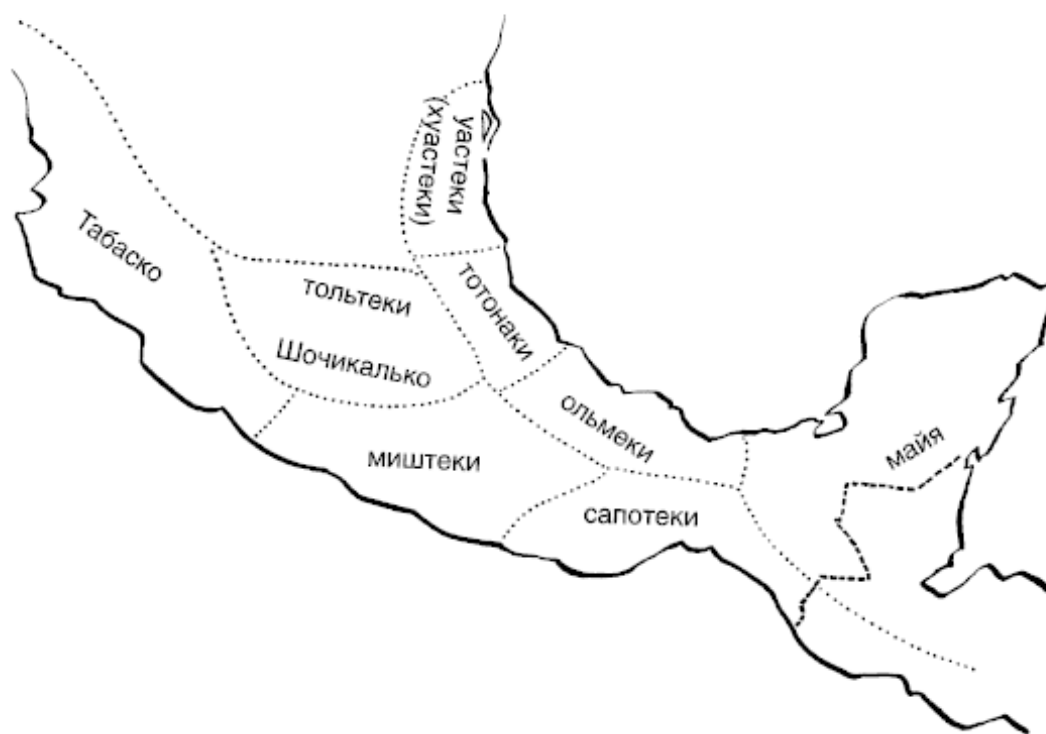 уастеки
(хуастеки)
Табаско
тольтеки
тотонаки
Шочикалько
ольмеки
майя
миштеки
сапотеки